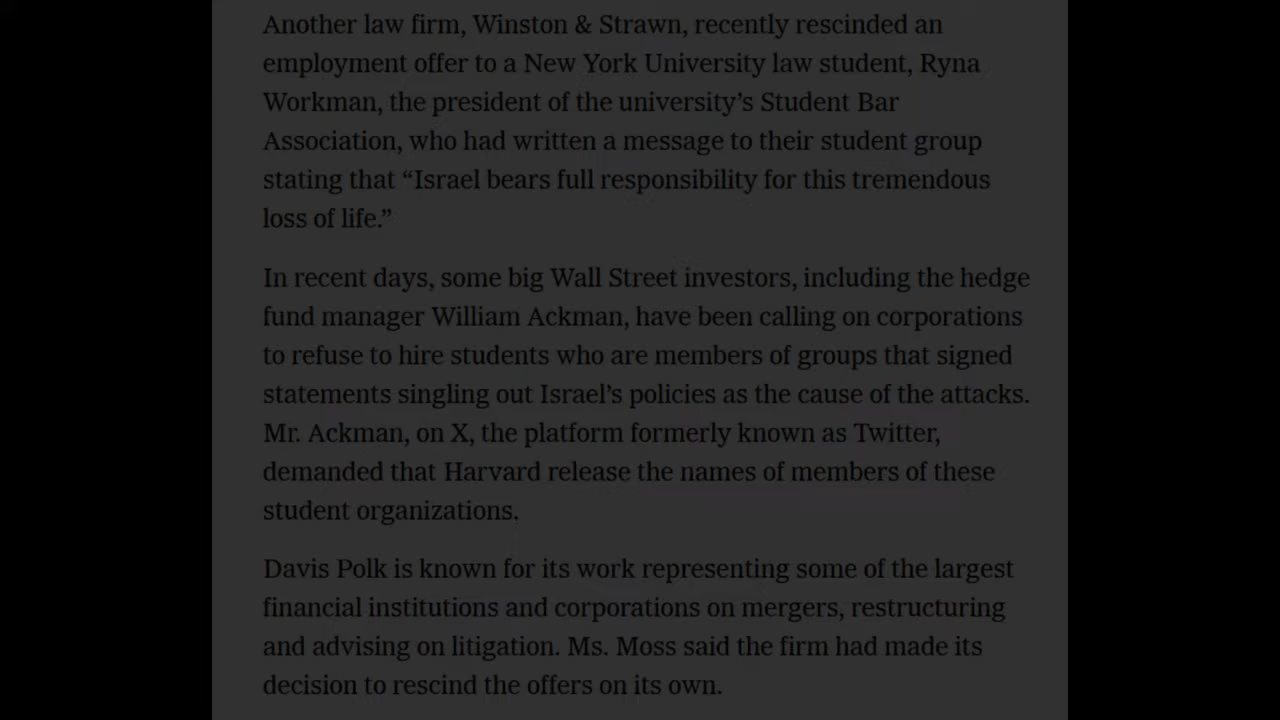 Another law firm, Winston & Strawn, recently rescinded an
employment offer to a New York University law student, Ryna
Workman, the president of the university’s Student Bar
Association, who had written a message to their student group
stating that “Israel bears full responsibility for this tremendous
loss of life.”
In recent days, some big Wall Street investors, including the hedge
fund manager William Ackman, have been calling on corporations
to refuse to hire students who are members of groups that signed
statements singling out Israel’s policies as the cause of the attacks.
Mr. Ackman, on X, the platform formerly known as Twitter,
demanded that Harvard release the names of members of these
student organizations.
Davis Polk is known for its work representing some of the largest
financial institutions and corporations on mergers, restructuring
and advising on litigation. Ms. Moss said the firm had made its
decision to rescind the offers on its own.